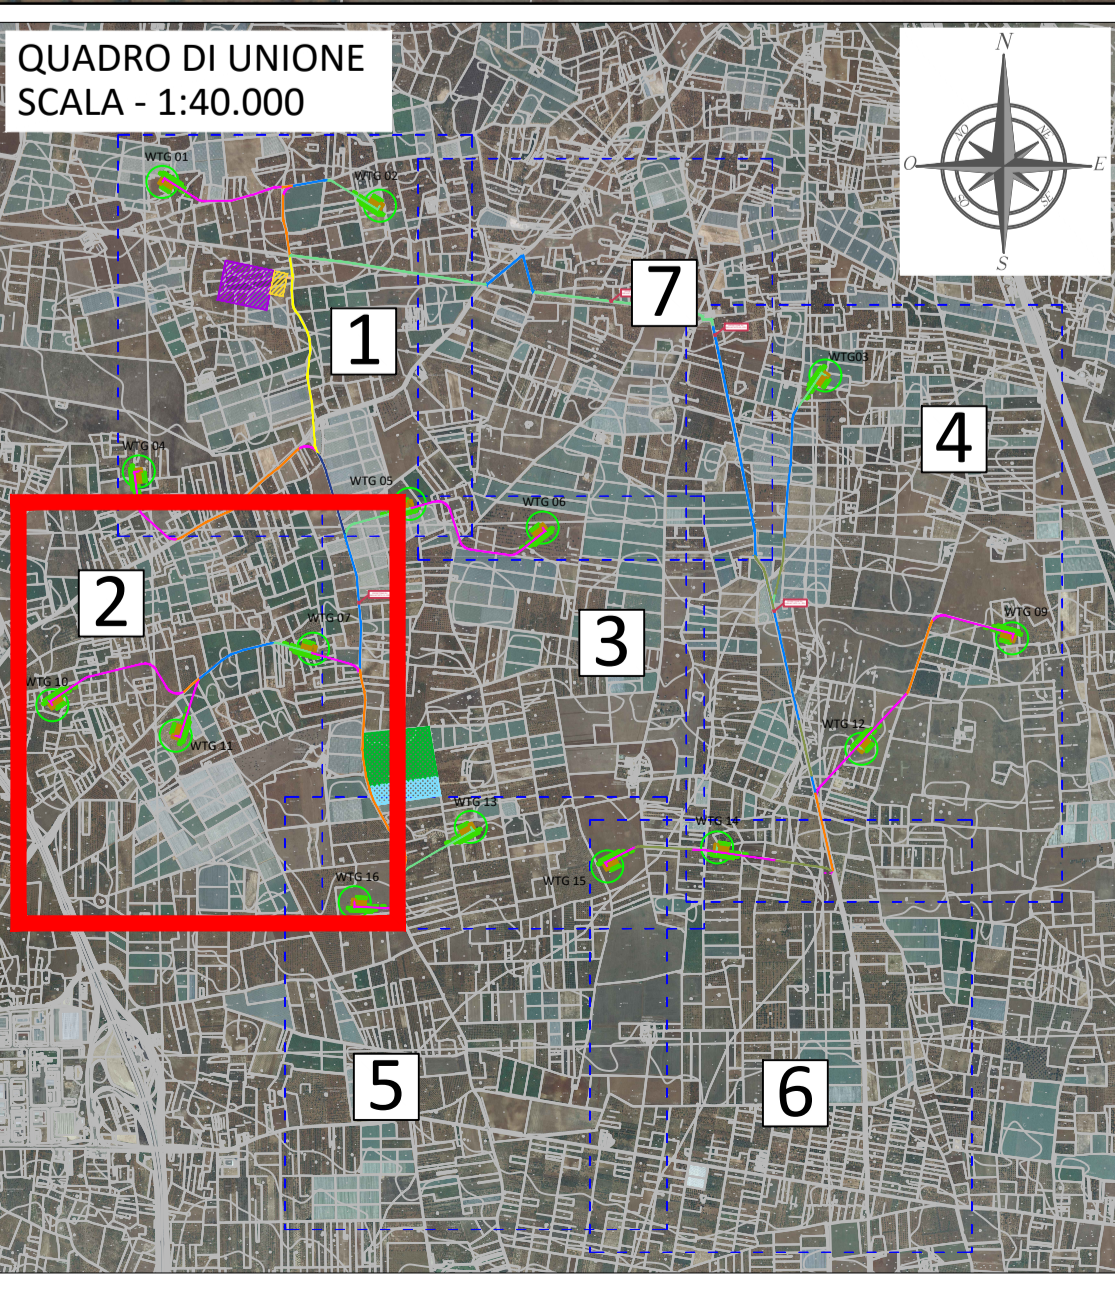 QUADRO DI UNIONE
SCALA - 1:40.000
N
NO
NE
O
E
SO
SE
S
WTG 01
WTG 02
7
1
WTG03
4
WTG 04
WTG 05
WTG 06
2
3
WTG 07
WTG 09
WTG 10
WTG 11
WTG 12
WTG 13
WTG 14
WTG 15
WTG 16
5
6